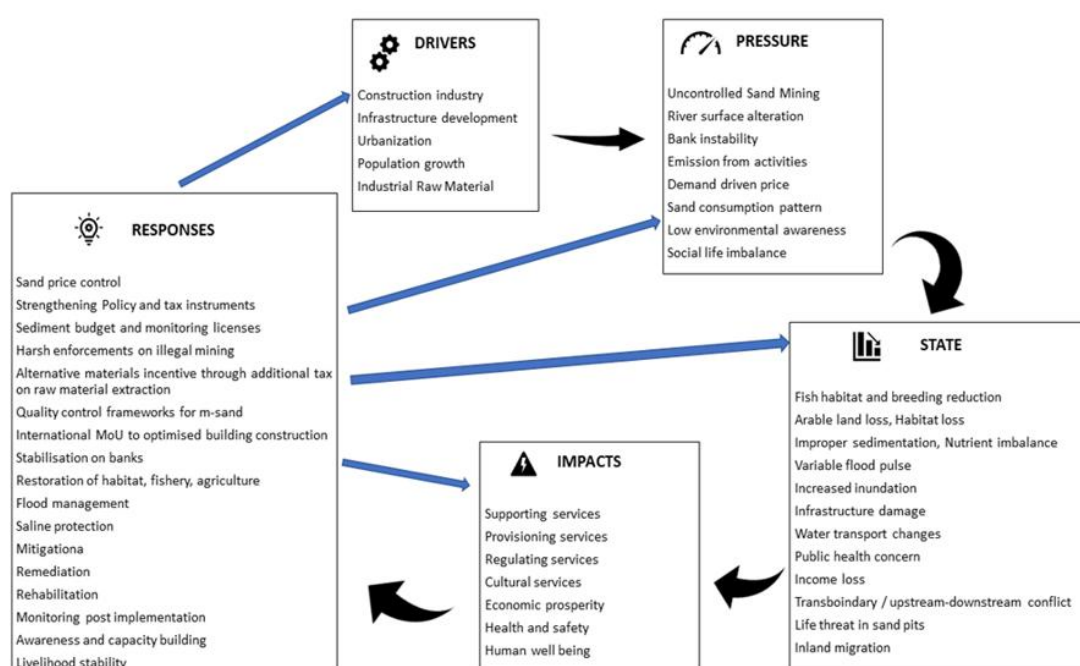 DRIVERS
Construction industry
Infrastructure development
Urbanization
Population growth
Industrial Raw Material
PRESSURE
Uncontrolled Sand Mining
River surface alteration
Bank instability
Emission from activities
Demand driven price
Sand consumption pattern
Low environmental awareness
Social life imbalance
RESPONSES
Sand price control
Strengthening Policy and tax instruments
Sediment budget and monitoring licenses
Harsh enforcements on illegal mining
Alternative materials incentive through additional tax
on raw material extraction
Quality control frameworks for m-sand
International MoU to optimised building construction
Stabilisation on banks
Restoration of habitat, fishery, agriculture
Flood management
Saline protection
Mitigationa
Remediation
Rehabilitation
Monitoring post implementation
Awareness and capacity building
Livelihood stability
STATE
Fish habitat and breeding reduction
Arable land loss, Habitat loss
Improper sedimentation, Nutrient imbalance
Variable flood pulse
Increased inundation
Infrastructure damage
Water transport changes
Public health concern
Income loss
Transboindary / upstream-downstream conflict
Life threat in sand pits
Inland migration
IMPACTS
Supporting services
Provisioning services
Regulating services
Cultural services
Economic prosperity
Health and safety
Human well being